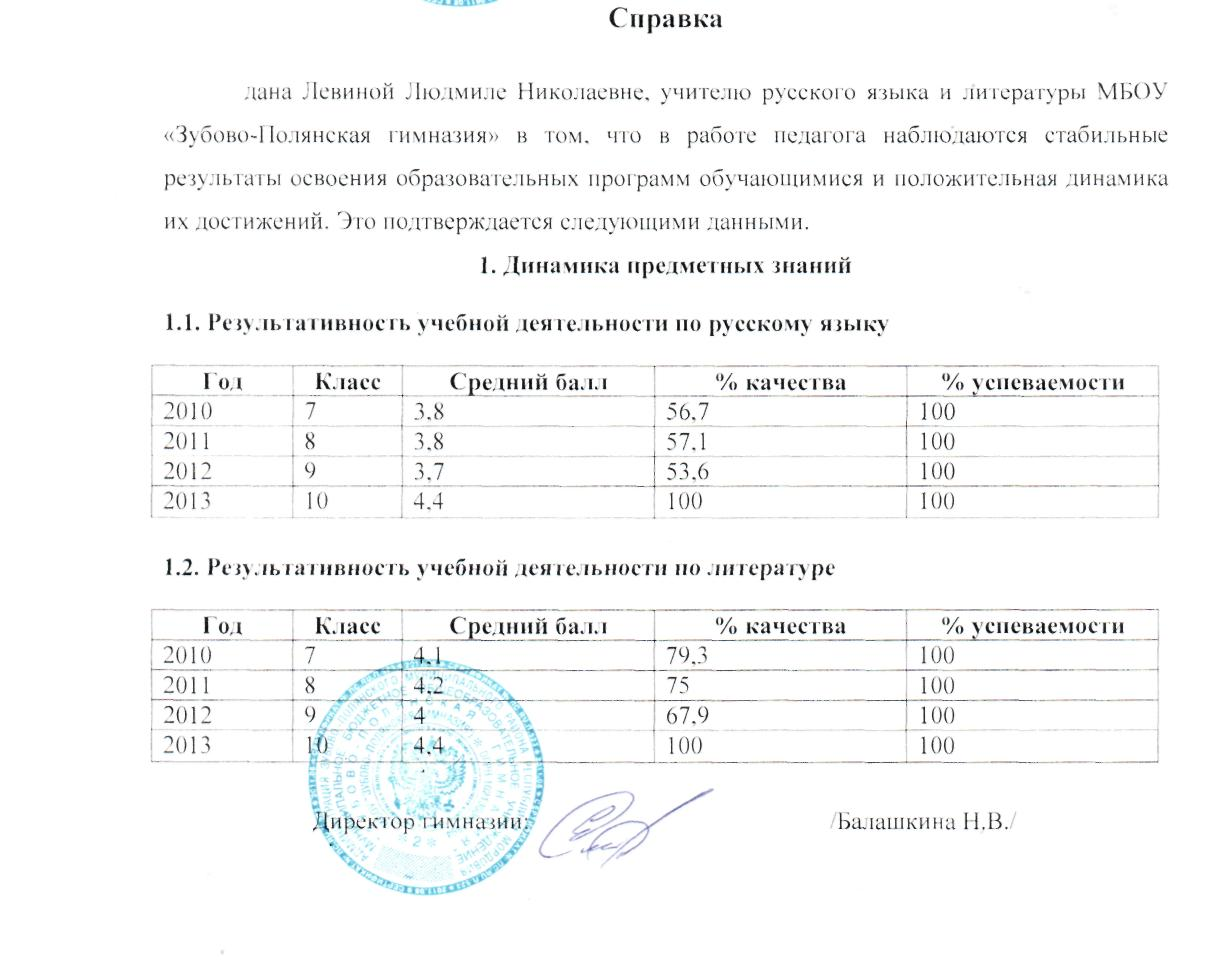 Справка
дана Левиной Людмиле Николаевне, учителю русского языка и литературы МБОУ
«Зубово-Полянская гимназия» в том, что в работе педагога наблюдаются стабильные
результаты освоения образовательных программ обучающимися и положительная динамика
их достижений. Это подтверждается следующими данными.
1. Динамика предметных знаний
1.1. Результативность учебной деятельности по русскому языку
Год Класс Средний балл % качества % успеваемости
2010 7 3,8 56,7 100
2011 8 3,8 57,1 100
2012 9 3,7 53,6 100
2013 10 4,4 100 100
1.2. Результативность учебной деятельности по литературе
Год Класс Средний балл % качества % успеваемости
2010 7 4,1 79,3 100
2011 8 4,2 75 100
2012 9 4 67,9 100
2013 10 4,4 100 100
Директор гимназии: /Балашкина Н.В./